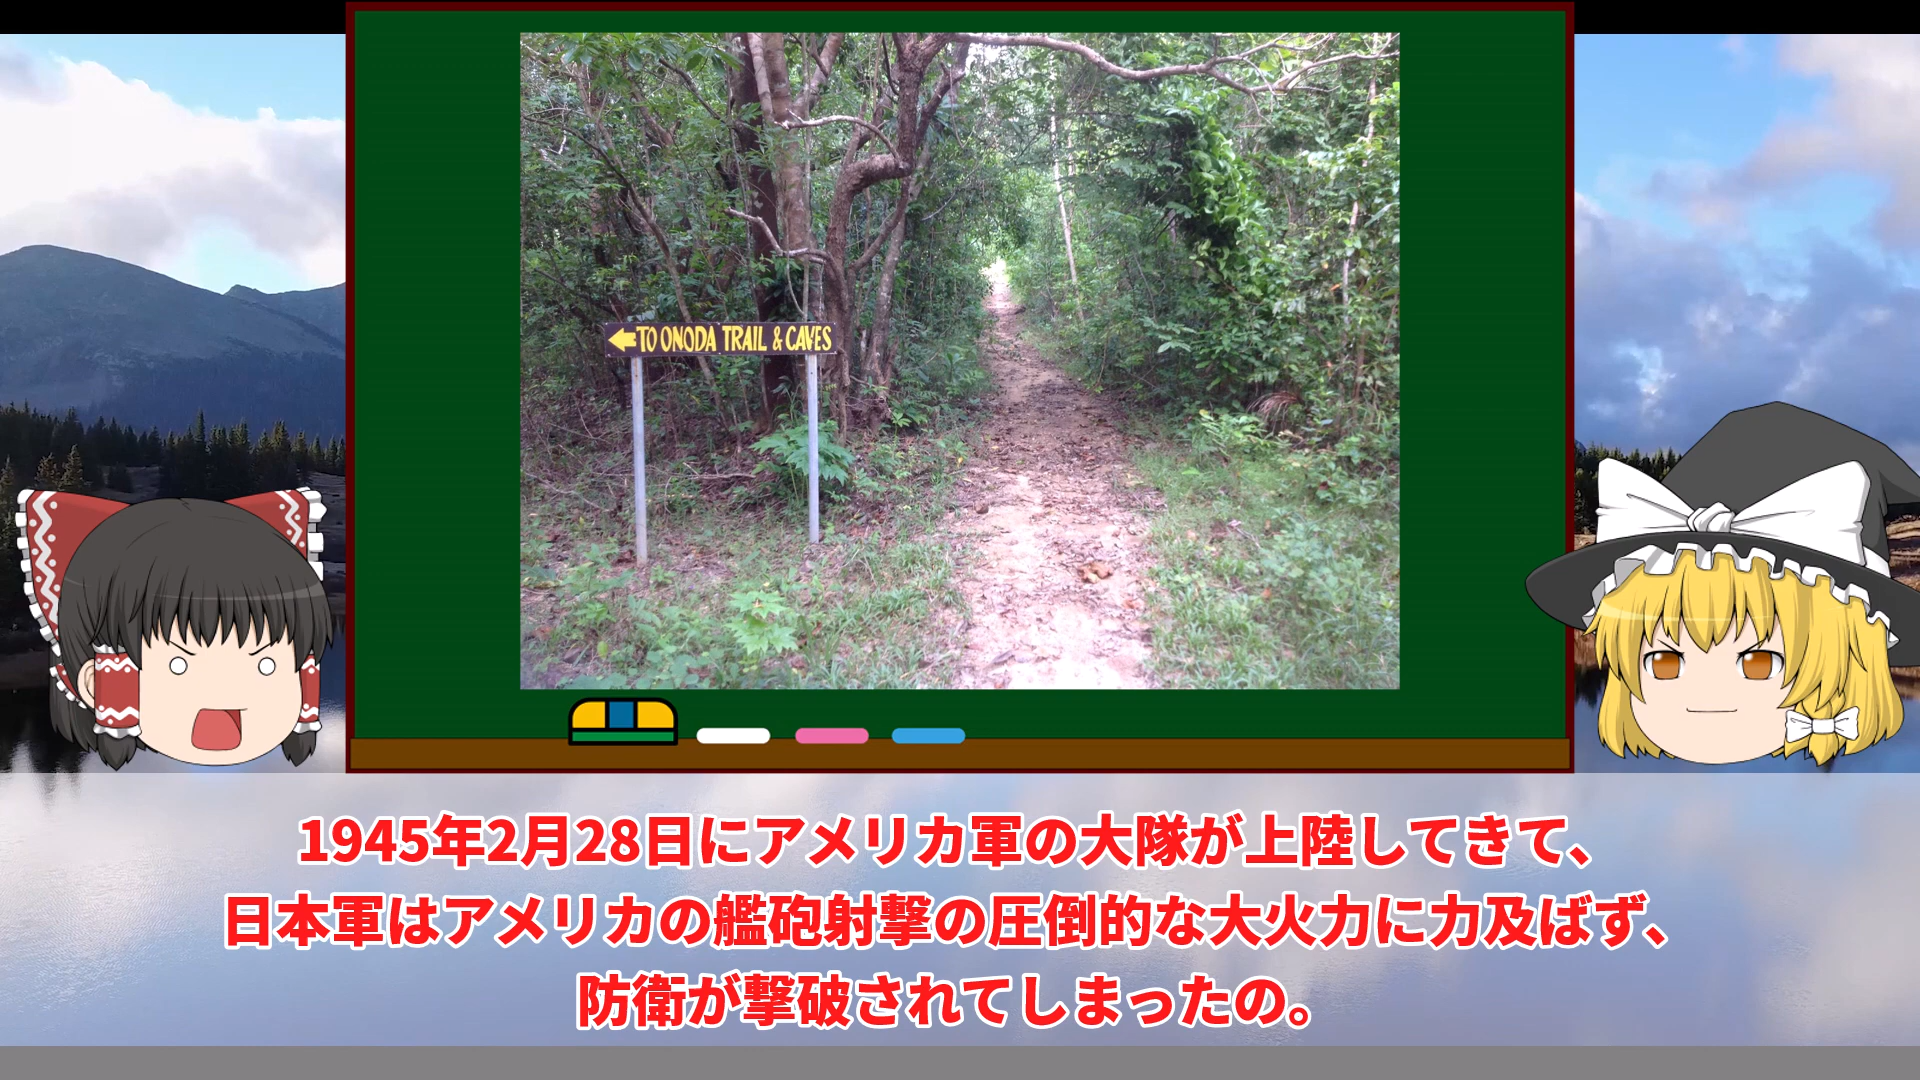 TO ONODA TRAIL & CAVES
1945年2月28日にアメリカ軍の大隊が上陸してきて、
日本軍はアメリカの艦砲射撃の圧倒的な大火力に力及ばず、
防衛が撃破されてしまったの。